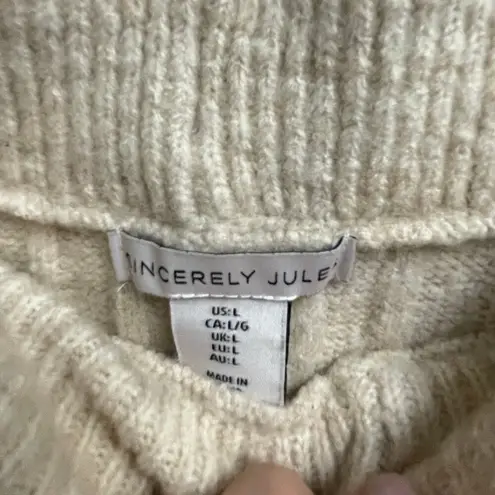 SINCERELY JULES
US:L
CA:L/G
UK:L
EU:L
AU:L
MADE IN